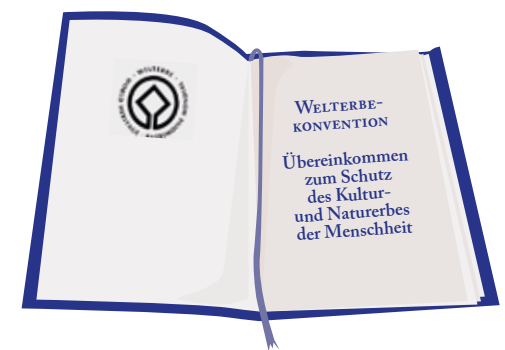 WELTERBE-
KONVENTION
Übereinkommen
zum Schutz
des Kultur-
und Naturerbes
der Menschheit